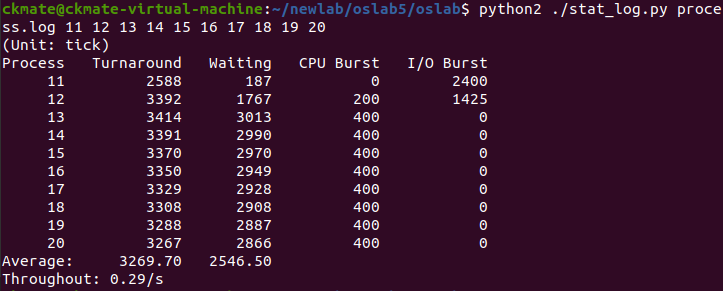 ckmate@ckmate-virtual-machine:~/newlab/oslab5/oslab$ python2 ./stat_log.py proce
ss.log 11 12 13 14 15 16 17 18 19 20
(Unit: tick)
Process   Turnaround   Waiting   CPU Burst   I/O Burst
     11         2588       187           0        2400
     12         3392      1767         200        1425
     13         3414      3013         400           0
     14         3391      2990         400           0
     15         3370      2970         400           0
     16         3350      2949         400           0
     17         3329      2928         400           0
     18         3308      2908         400           0
     19         3288      2887         400           0
     20         3267      2866         400           0
Average:     3269.70   2546.50
Throughout: 0.29/s